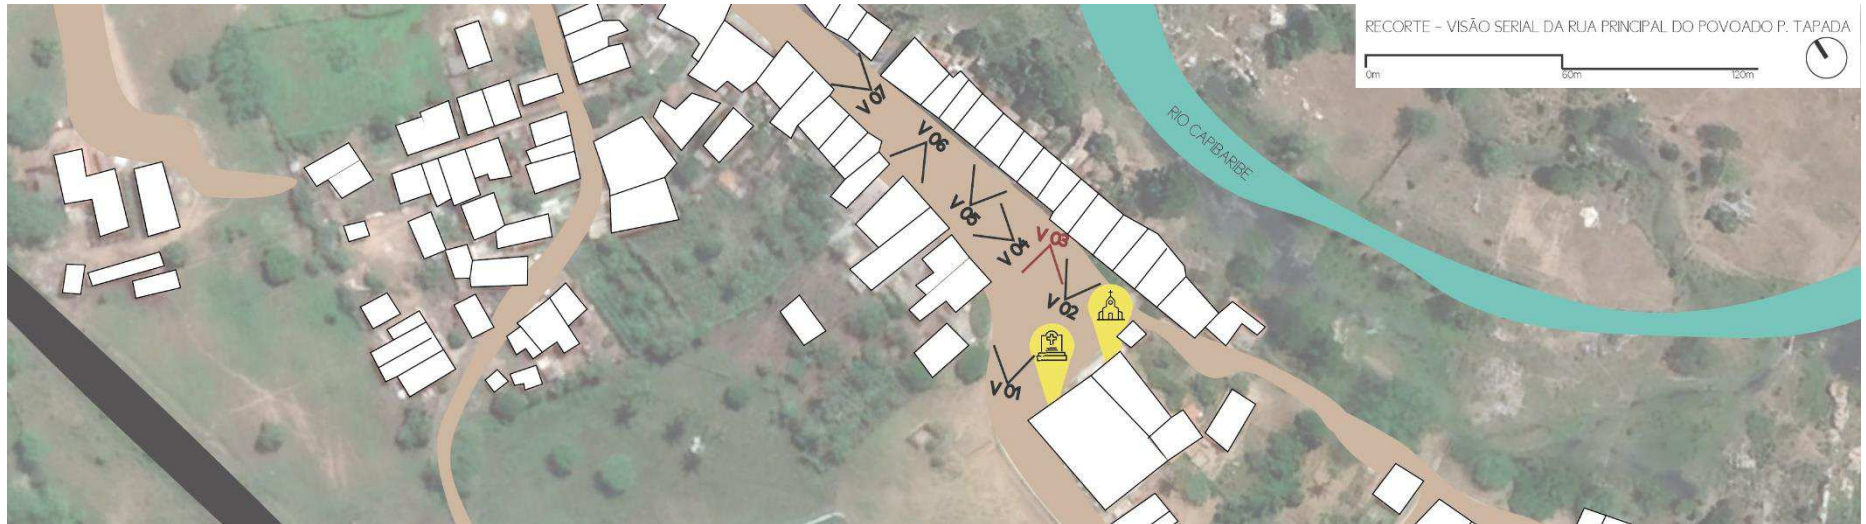 RECORTE - VISÃO SERIAL DA RUA PRINCIPAL DO POVOADO P. TAPADA
0m 60m 120m
RIO CAPIBARIBE
V 07
V 06
V 05
V 04
V 03
V 02
V 01